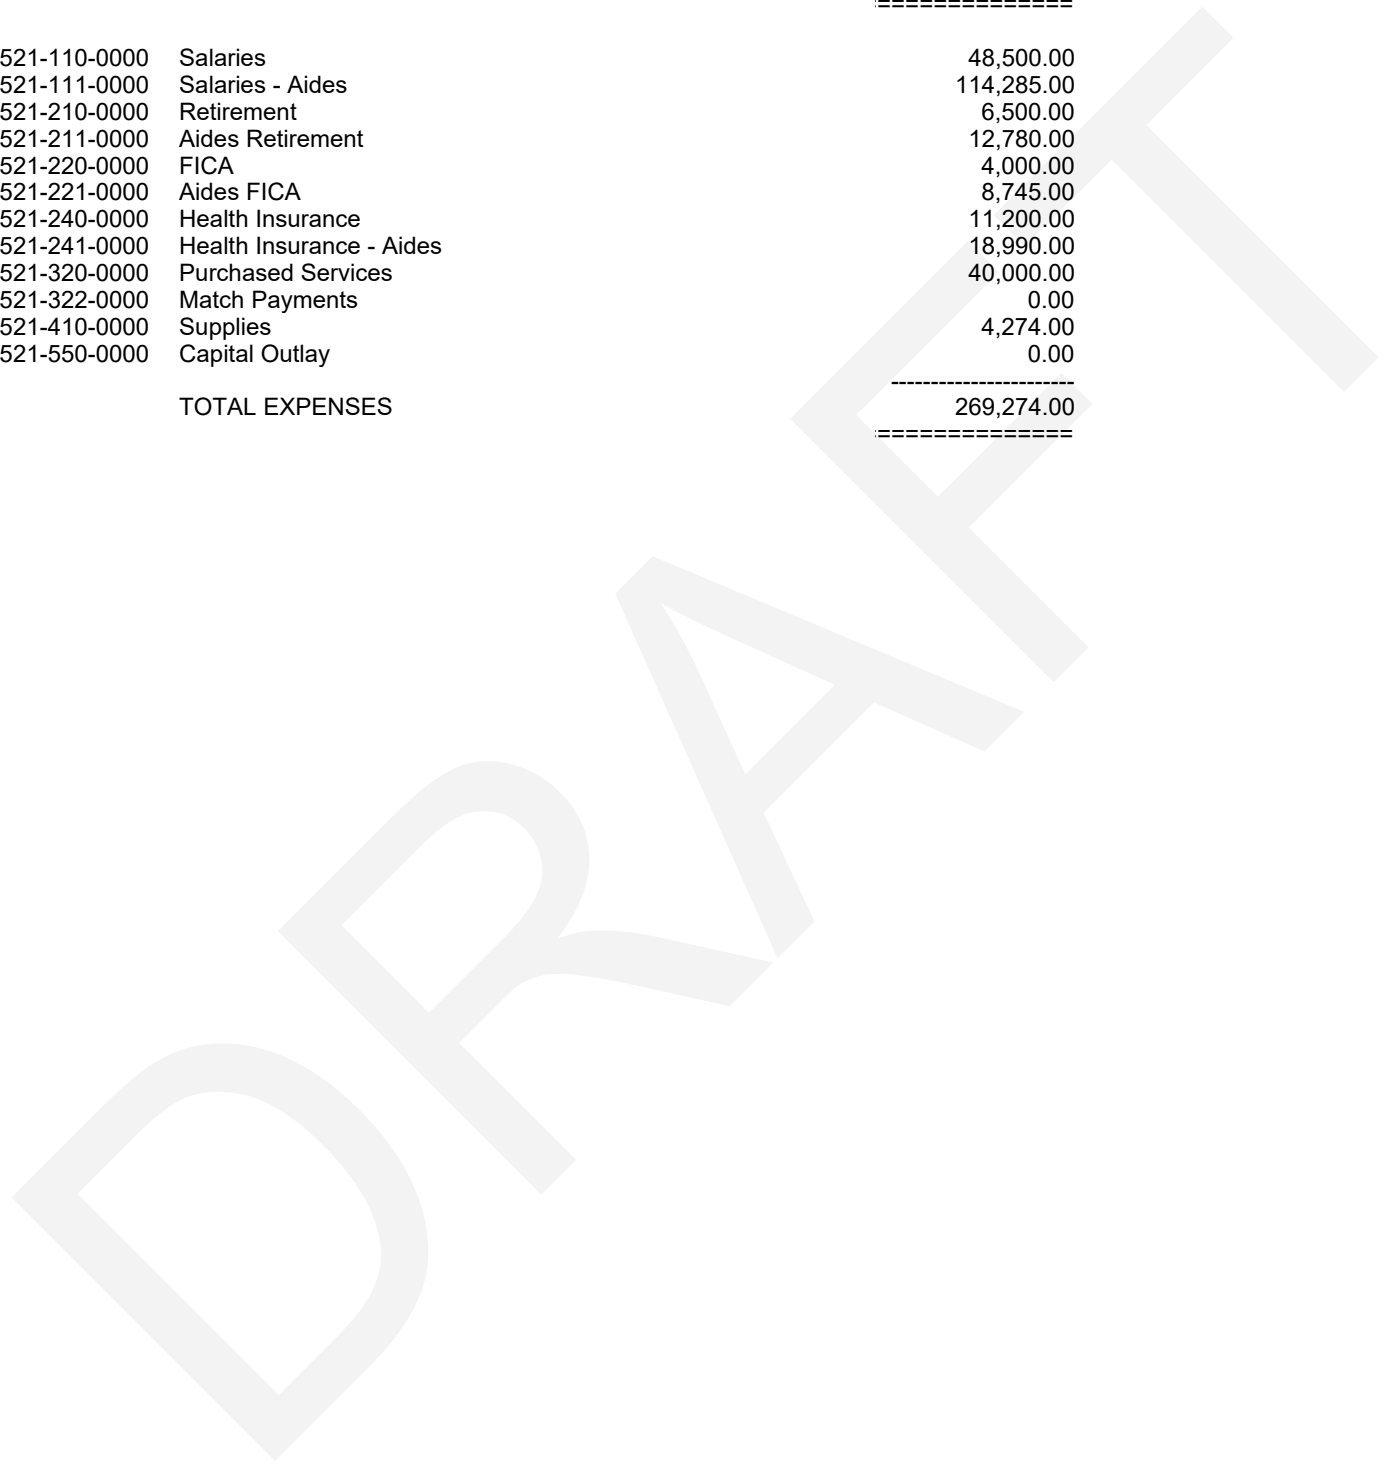 ==============
521-110-0000 Salaries 48,500.00
521-111-0000 Salaries - Aides 114,285.00
521-210-0000 Retirement 6,500.00
521-211-0000 Aides Retirement 12,780.00
521-220-0000 FICA 4,000.00
521-221-0000 Aides FICA 8,745.00
521-240-0000 Health Insurance 11,200.00
521-241-0000 Health Insurance - Aides 18,990.00
521-320-0000 Purchased Services 40,000.00
521-322-0000 Match Payments 0.00
521-410-0000 Supplies 4,274.00
521-550-0000 Capital Outlay 0.00
-----------------------
TOTAL EXPENSES 269,274.00
==============
DRAFT